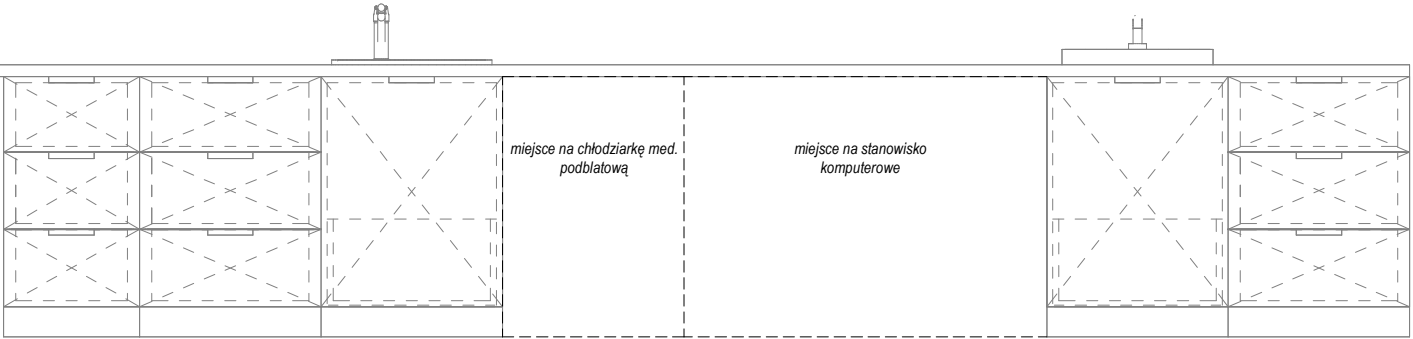 miejsce na chłodziarkę med.
podblatową
miejsce na stanowisko
komputerowe